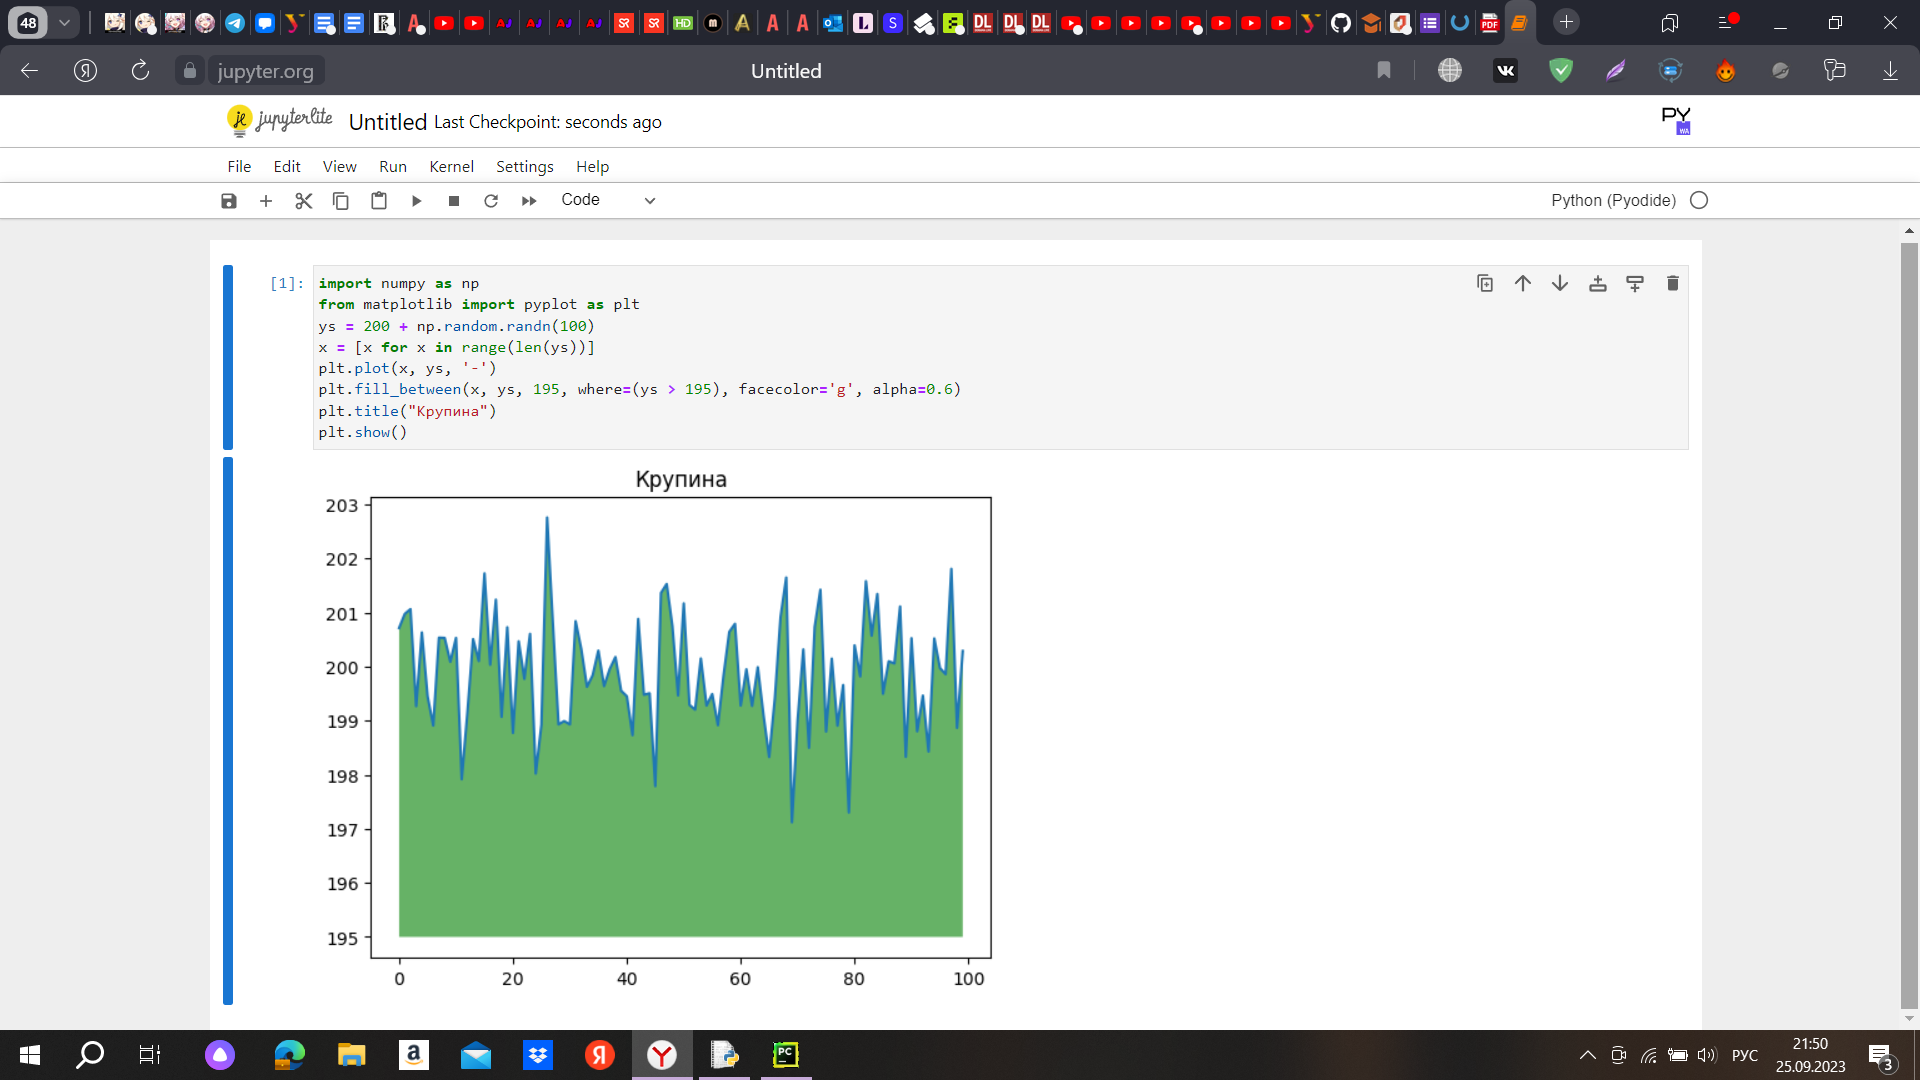 48
jupyter.org
Untitled
jupyterlite
Untitled Last Checkpoint: seconds ago
PY
WA
File Edit View Run Kernel Settings Help
Code
Python (Pyodide)
[1]:
import numpy as np
from matplotlib import pyplot as plt
ys = 200 + np.random.randn(100)
x = [x for x in range(len(ys))]
plt.plot(x, ys, '-')
plt.fill_between(x, ys, 195, where=(ys > 195), facecolor='g', alpha=0.6)
plt.title("Крупина")
plt.show()
Крупина
203
202
201
200
199
198
197
196
195
0 20 40 60 80 100
РУС
21:50
25.09.2023
3